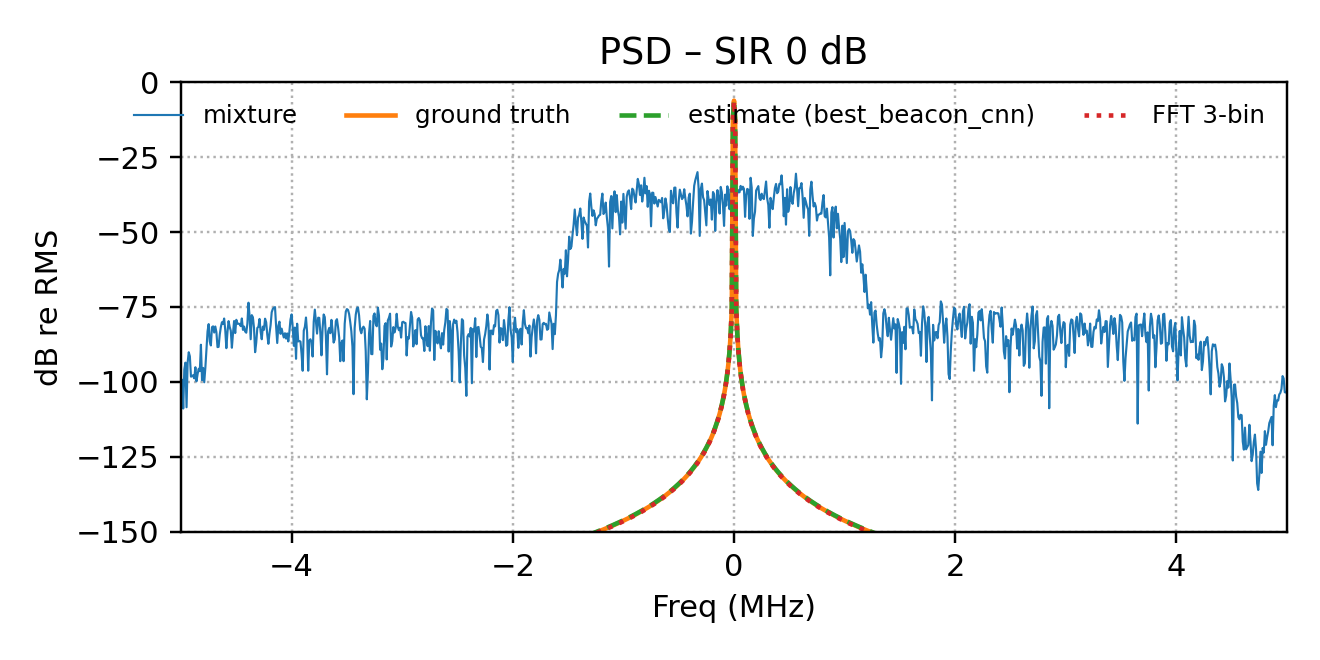 PSD – SIR 0 dB
mixture ground truth estimate (best_beacon_cnn) FFT 3-bin
0
−25
−50
−75
−100
−125
−150
dB re RMS
−4 −2 0 2 4
Freq (MHz)